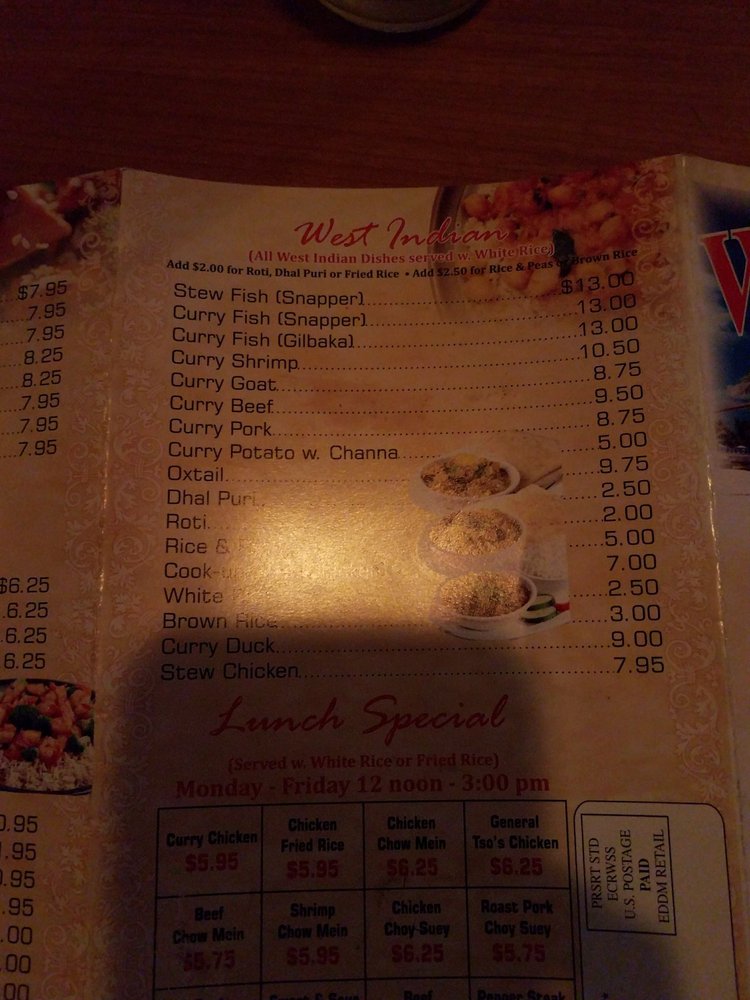 $7.95
7.95
7.95
8.25
8.25
7.95
7.95
7.95
$6.25
6.25
6.25
6.25
West Indian
(All West Indian Dishes served w. White Rice)
Add $2.00 for Roti, Dhal Puri or Fried Rice • Add $2.50 for Rice & Peas or Brown Rice
Stew Fish (Snapper) $13.00
Curry Fish (Snapper) 13.00
Curry Fish (Gilbaka) 13.00
Curry Shrimp 10.50
Curry Goat 8.75
Curry Beef 9.50
Curry Pork 8.75
Curry Potato w. Channa 5.00
Oxtail 9.75
Dhal Puri 2.50
Roti 2.00
Rice & 5.00
Cook-up 7.00
White 2.50
Brown Rice 3.00
Curry Duck 9.00
Stew Chicken 7.95
Lunch Special
(Served w. White Rice or Fried Rice)
Monday - Friday 12 noon - 3:00 pm
Curry Chicken
$5.95
Chicken
Fried Rice
$5.95
Chicken
Chow Mein
$6.25
General
Tso's Chicken
$6.25
Beef
Chow Mein
$5.75
Shrimp
Chow Mein
$5.95
Chicken
Choy Suey
$6.25
Roast Pork
Choy Suey
$5.75
Sweet & Sour
Beef
Pepper Steak
PRSRT STD
ECRWSS
U.S. POSTAGE
PAID
EDDM RETAIL